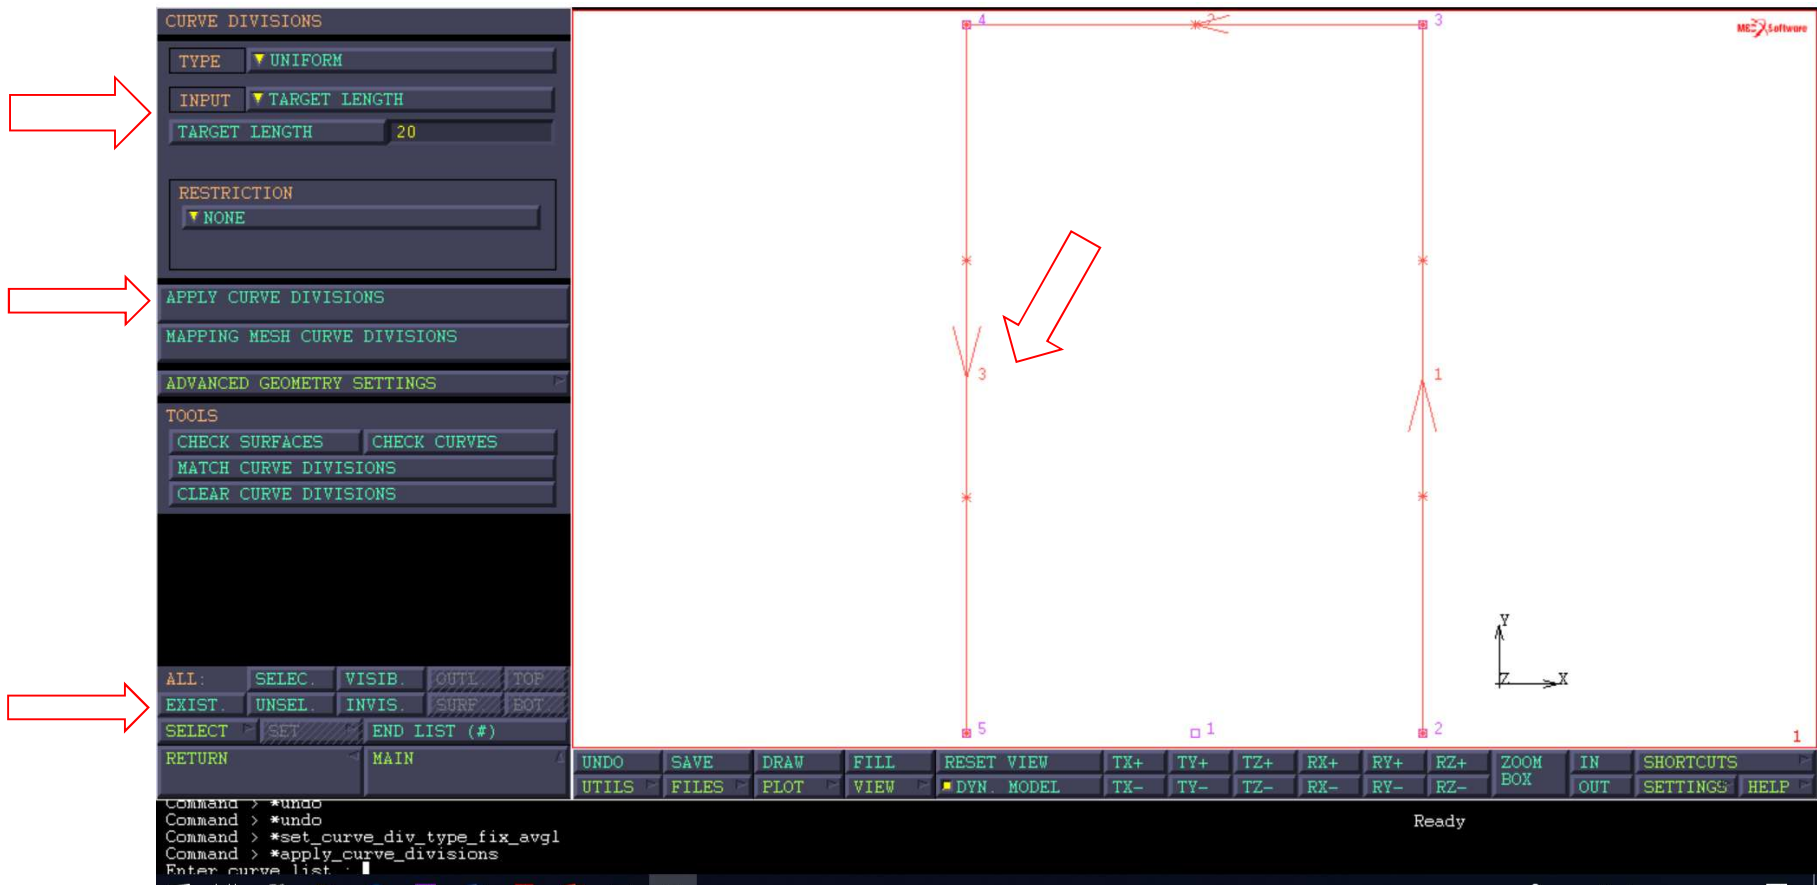 CURVE DIVISIONS
TYPE UNIFORM
INPUT TARGET LENGTH
TARGET LENGTH 20
RESTRICTION
NONE
APPLY CURVE DIVISIONS
MAPPING MESH CURVE DIVISIONS
ADVANCED GEOMETRY SETTINGS
TOOLS
CHECK SURFACES CHECK CURVES
MATCH CURVE DIVISIONS
CLEAR CURVE DIVISIONS
ALL: SELEC. VISIB. OUTL. TOP
EXIST. UNSEL. INVIS. SURF. BOT.
SELECT SET END LIST (#)
RETURN MAIN
4 2 3
Software
3 1
Y
Z X
5 1 2
1
UNDO SAVE DRAW FILL RESET VIEW TX+ TY+ TZ+ RX+ RY+ RZ+ ZOOM BOX IN SHORTCUTS
UTILS FILES PLOT VIEW DYN. MODEL TX- TY- TZ- RX- RY- RZ- OUT SETTINGS HELP
Command > *undo
Command > *undo
Command > *set_curve_div_type_fix_avgl
Command > *apply_curve_divisions
Enter curve list :
Ready